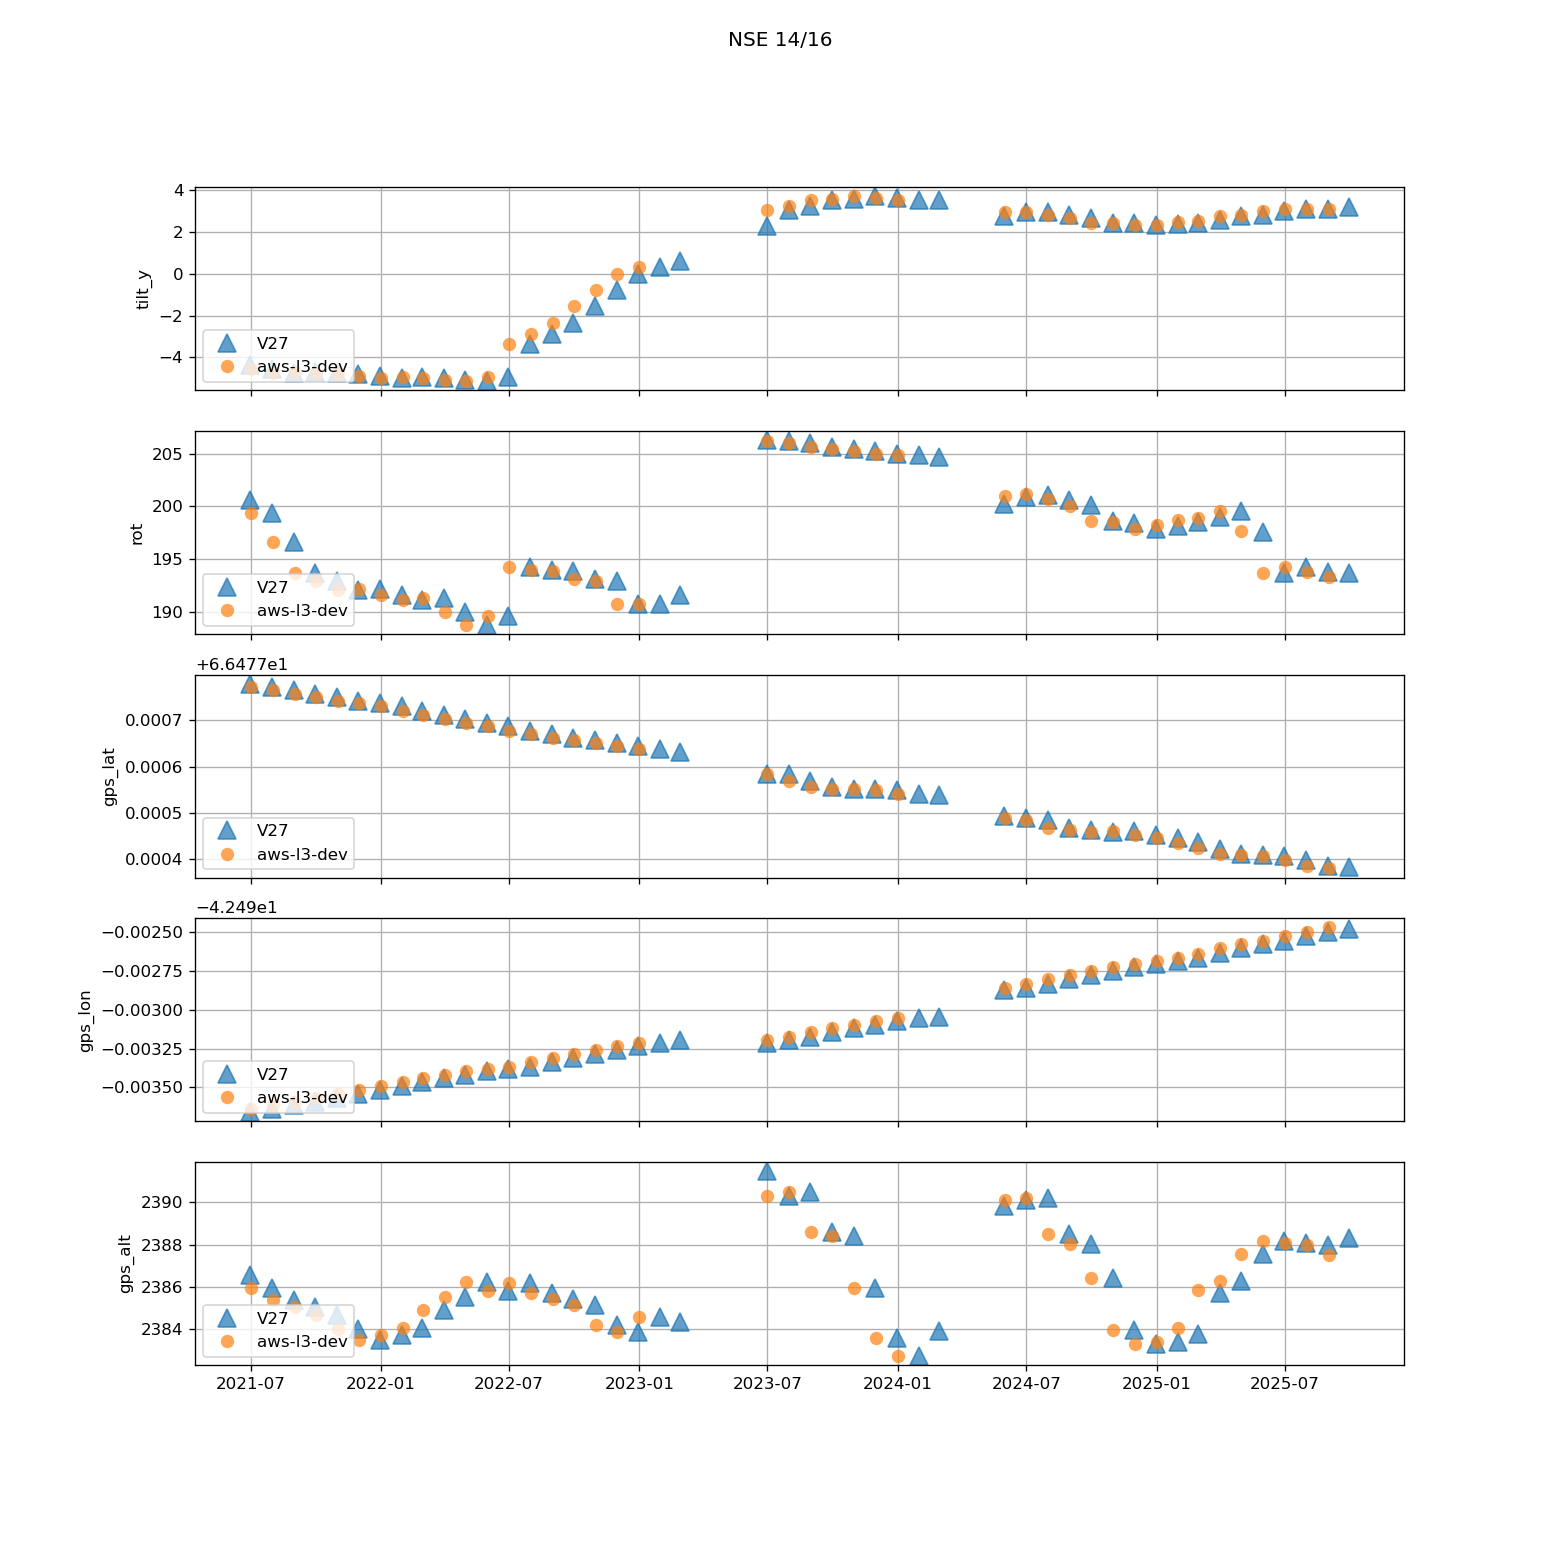 NSE 14/16
tilt_y
4
2
0
−2
−4
V27
aws-l3-dev
rot
205
200
195
190
V27
aws-l3-dev
+6.6477e1
gps_lat
0.0007
0.0006
0.0005
0.0004
V27
aws-l3-dev
−4.249e1
gps_lon
−0.00250
−0.00275
−0.00300
−0.00325
−0.00350
V27
aws-l3-dev
gps_alt
2390
2388
2386
2384
V27
aws-l3-dev
2021-07 2022-01 2022-07 2023-01 2023-07 2024-01 2024-07 2025-01 2025-07